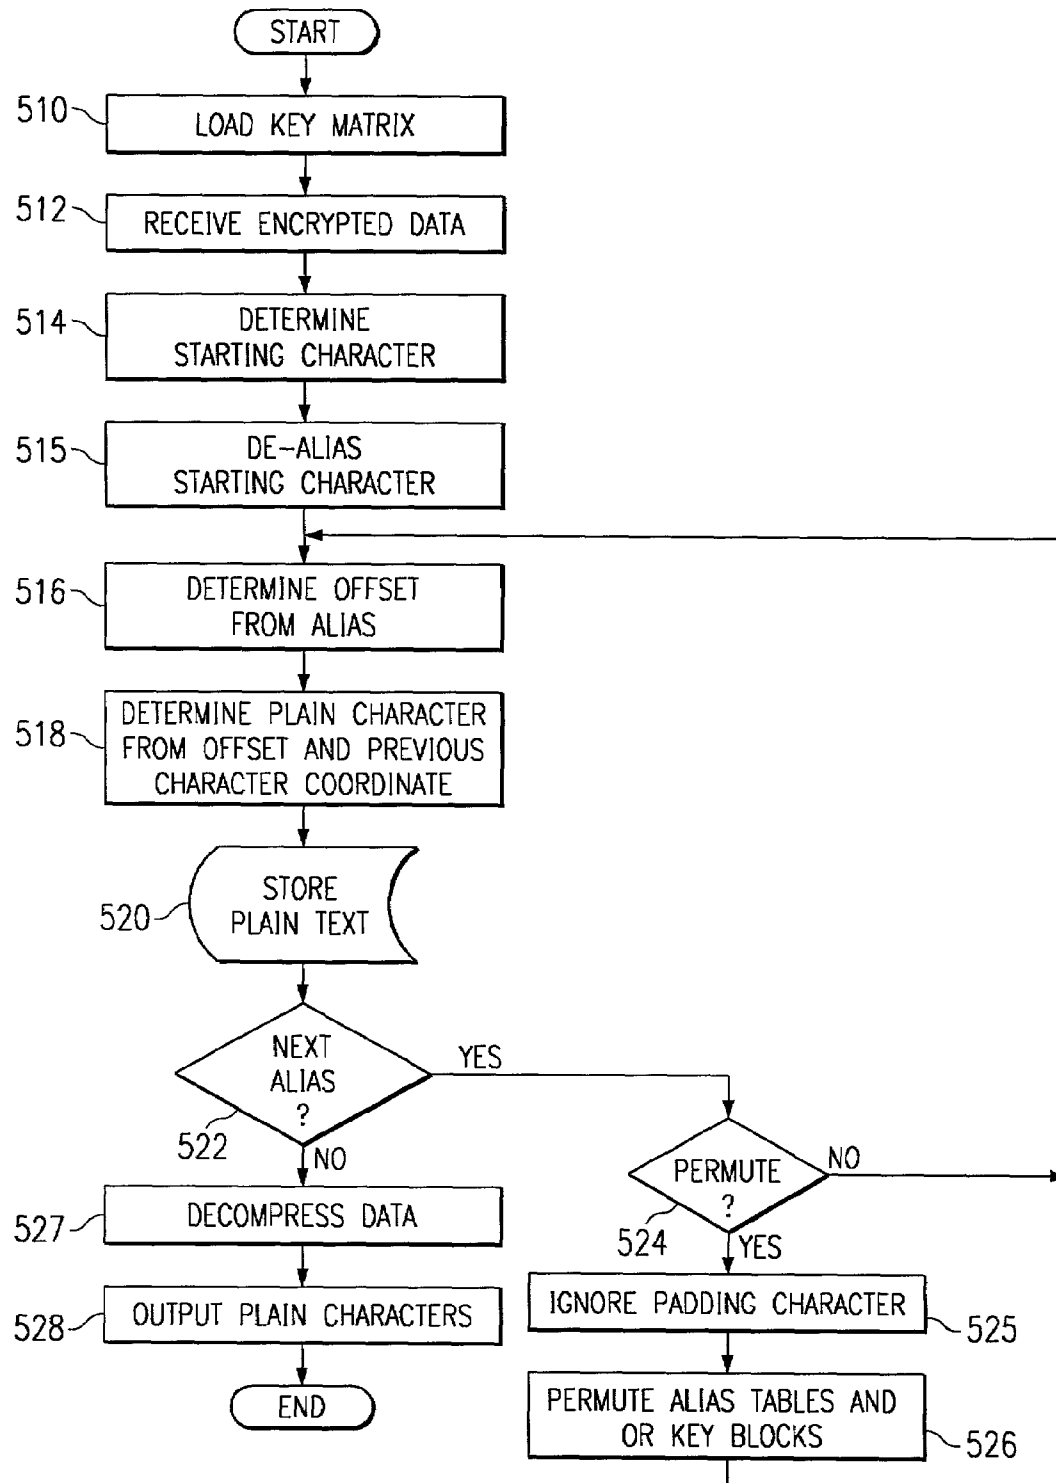 START
510
LOAD KEY MATRIX
512
RECEIVE ENCRYPTED DATA
514
DETERMINE
STARTING CHARACTER
515
DE-ALIAS
STARTING CHARACTER
516
DETERMINE OFFSET
FROM ALIAS
518
DETERMINE PLAIN CHARACTER
FROM OFFSET AND PREVIOUS
CHARACTER COORDINATE
520
STORE
PLAIN TEXT
NEXT
ALIAS
?
522
YES
NO
PERMUTE
?
524
NO
YES
527
DECOMPRESS DATA
528
OUTPUT PLAIN CHARACTERS
END
IGNORE PADDING CHARACTER
525
PERMUTE ALIAS TABLES AND
OR KEY BLOCKS
526